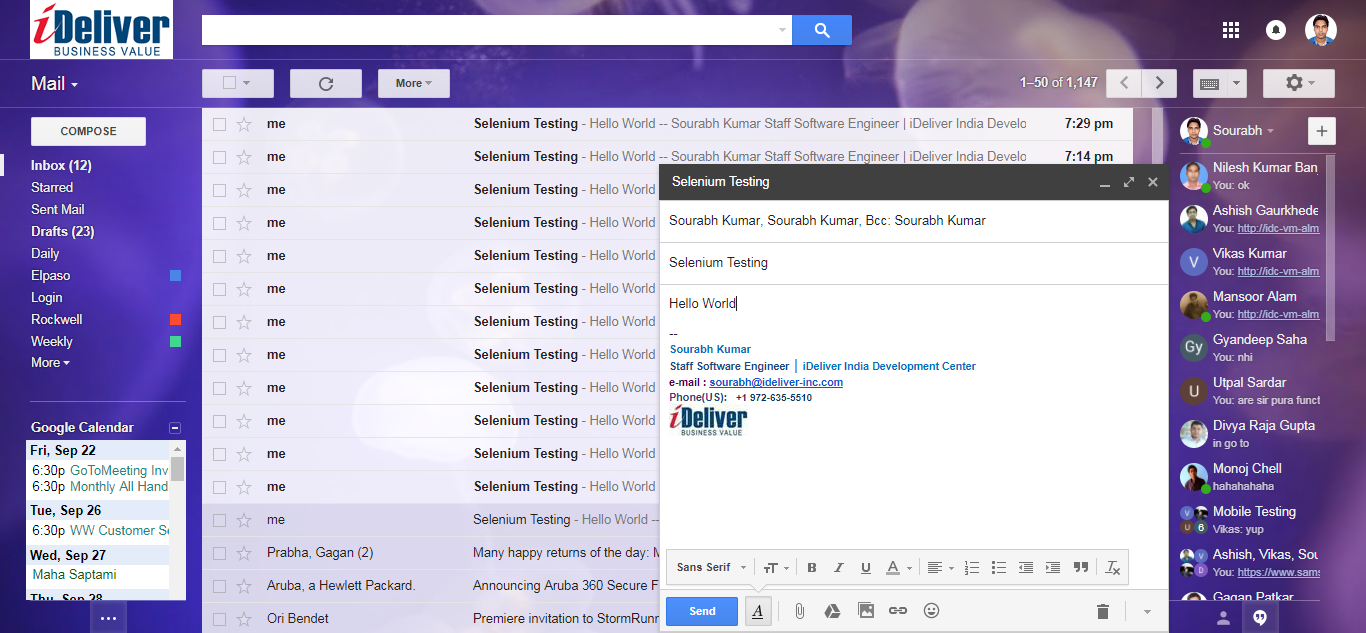 iDeliver
BUSINESS VALUE
Mail
More
1–50 of 1,147
COMPOSE
Inbox (12)
Starred
Sent Mail
Drafts (23)
Daily
Elpaso
Login
Rockwell
Weekly
More
Google Calendar
Fri, Sep 22
6:30p GoToMeeting Inv
6:30p Monthly All Hand
Tue, Sep 26
6:30p WW Customer Se
Wed, Sep 27
Maha Saptami
Thu, Sep 28
me Selenium Testing - Hello World -- Sourabh Kumar Staff Software Engineer | iDeliver India Develo 7:29 pm
me Selenium Testing - Hello World -- Sourabh Kumar Staff Software Engineer | iDeliver India Develo 7:14 pm
me Selenium Testing - Hello World
me Selenium Testing - Hello World
me Selenium Testing - Hello World
me Selenium Testing - Hello World
me Selenium Testing - Hello World
me Selenium Testing - Hello World
me Selenium Testing - Hello World
me Selenium Testing - Hello World
me Selenium Testing - Hello World
me Selenium Testing - Hello World
me Selenium Testing - Hello World --
Prabha, Gagan (2) Many happy returns of the day: M
Aruba, a Hewlett Packard. Announcing Aruba 360 Secure F
Ori Bendet Premiere invitation to StormRunn
Selenium Testing
Sourabh Kumar, Sourabh Kumar, Bcc: Sourabh Kumar
Selenium Testing
Hello World
--
Sourabh Kumar
Staff Software Engineer | iDeliver India Development Center
e-mail : sourabh@ideliver-inc.com
Phone(US): +1 972-635-5510
iDeliver
BUSINESS VALUE
Sans Serif
Send
Sourabh
Nilesh Kumar Banj
You: ok
Ashish Gaurkhede
You: http://idc-vm-alm
V
Vikas Kumar
You: http://idc-vm-alm
Mansoor Alam
You: http://idc-vm-alm
Gy
Gyandeep Saha
You: nhi
U
Utpal Sardar
You: are sir pura funct
Divya Raja Gupta
in go to
Monoj Chell
hahahahaha
V
U 6
Mobile Testing
Vikas: yup
V
D
Ashish, Vikas, Sou
You: https://www.sams
Gagan Patkar